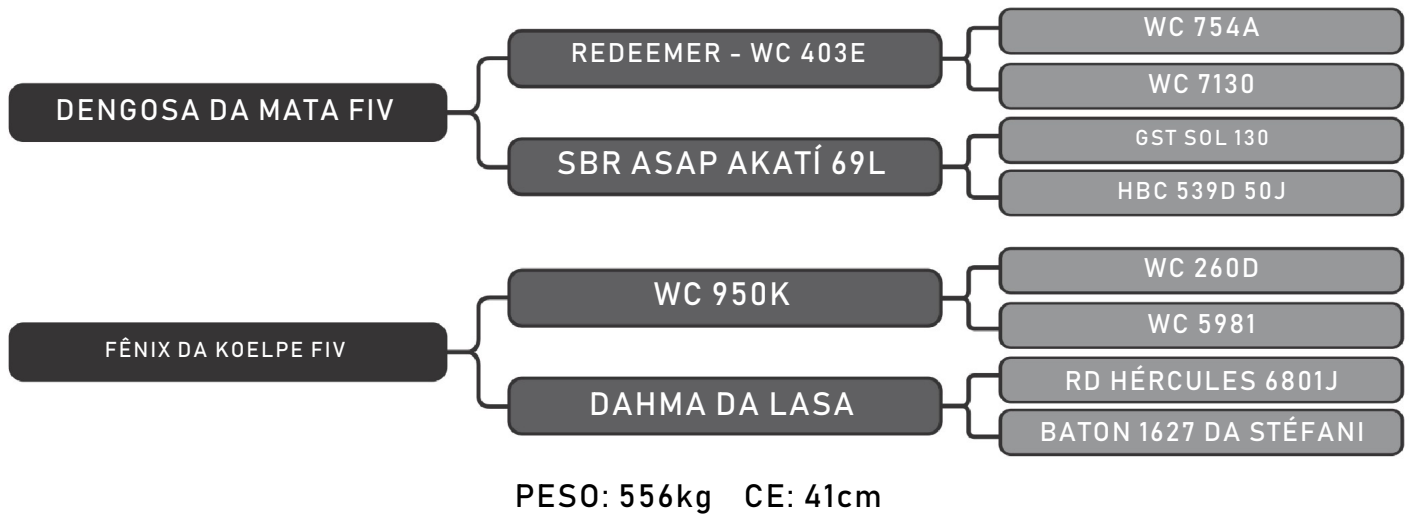 DENGOSA DA MATA FIV
REDEEMER - WC 403E
WC 754A
WC 7130
SBR ASAP AKATÍ 69L
GST SOL 130
HBC 539D 50J
FÊNIX DA KOELPE FIV
WC 950K
WC 260D
WC 5981
DAHMA DA LASA
RD HÉRCULES 6801J
BATON 1627 DA STÉFANI
PESO: 556kg CE: 41cm